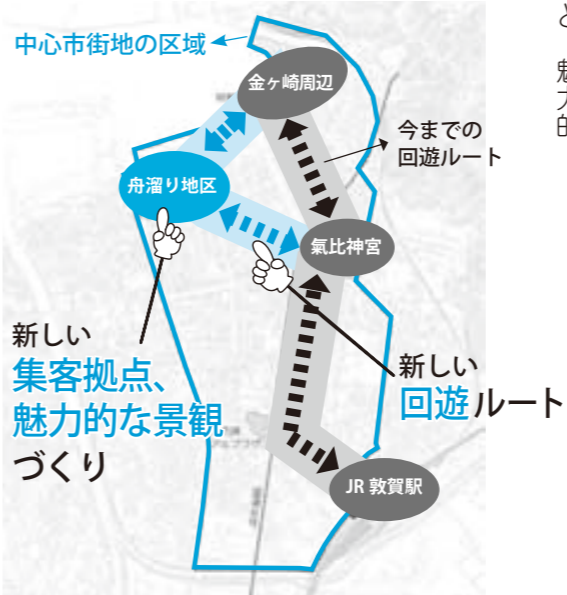 中心市街地の区域
金ヶ崎周辺
今までの
回遊ルート
舟溜り地区
氣比神宮
新しい
集客拠点、
魅力的な景観
づくり
新しい
回遊ルート
JR 敦賀駅